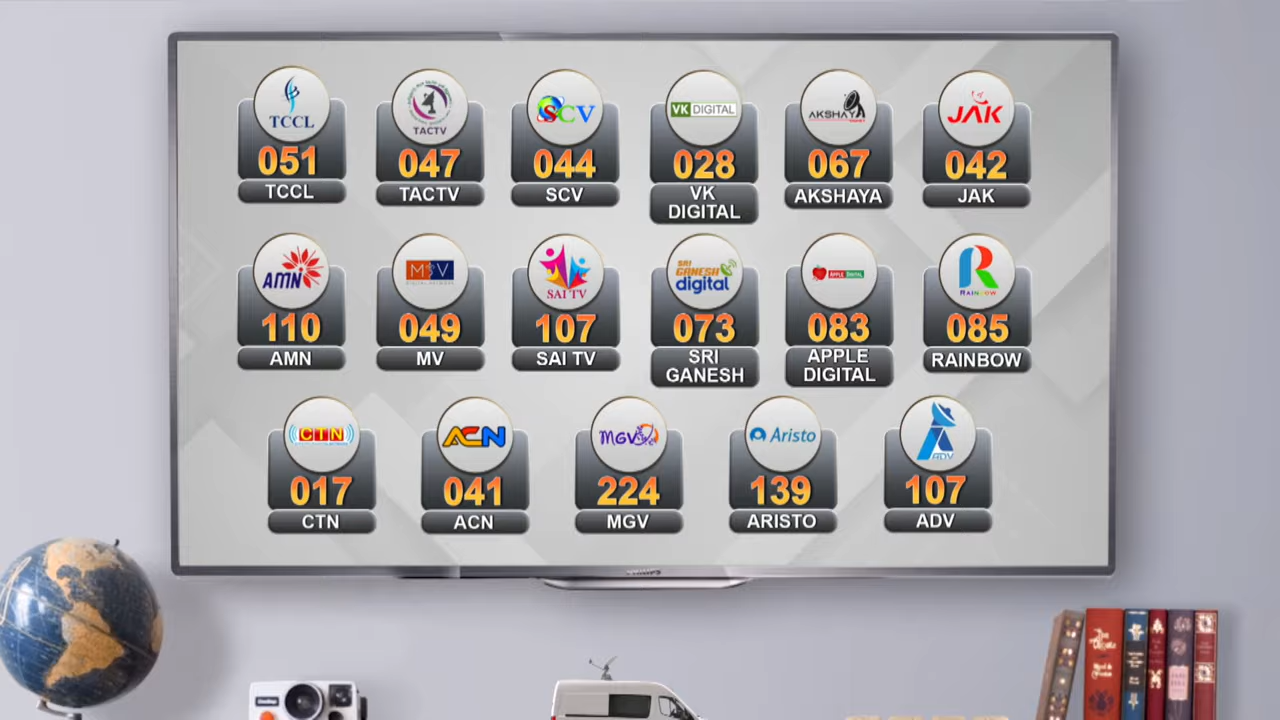 TCCL
TACTV
SCV
VK DIGITAL
AKSHAYA
JAK
051
047
044
028
067
042
TCCL
TACTV
SCV
VK
DIGITAL
AKSHAYA
JAK
AMN
SAI TV
SRI
GANESH
digital
APPLE DIGITAL
RAINBOW
110
049
107
073
083
085
AMN
MV
SAI TV
SRI
GANESH
APPLE
DIGITAL
RAINBOW
CTN
ACN
MGV
Aristo
ADV
017
041
224
139
107
CTN
ACN
MGV
ARISTO
ADV
PHILIPS